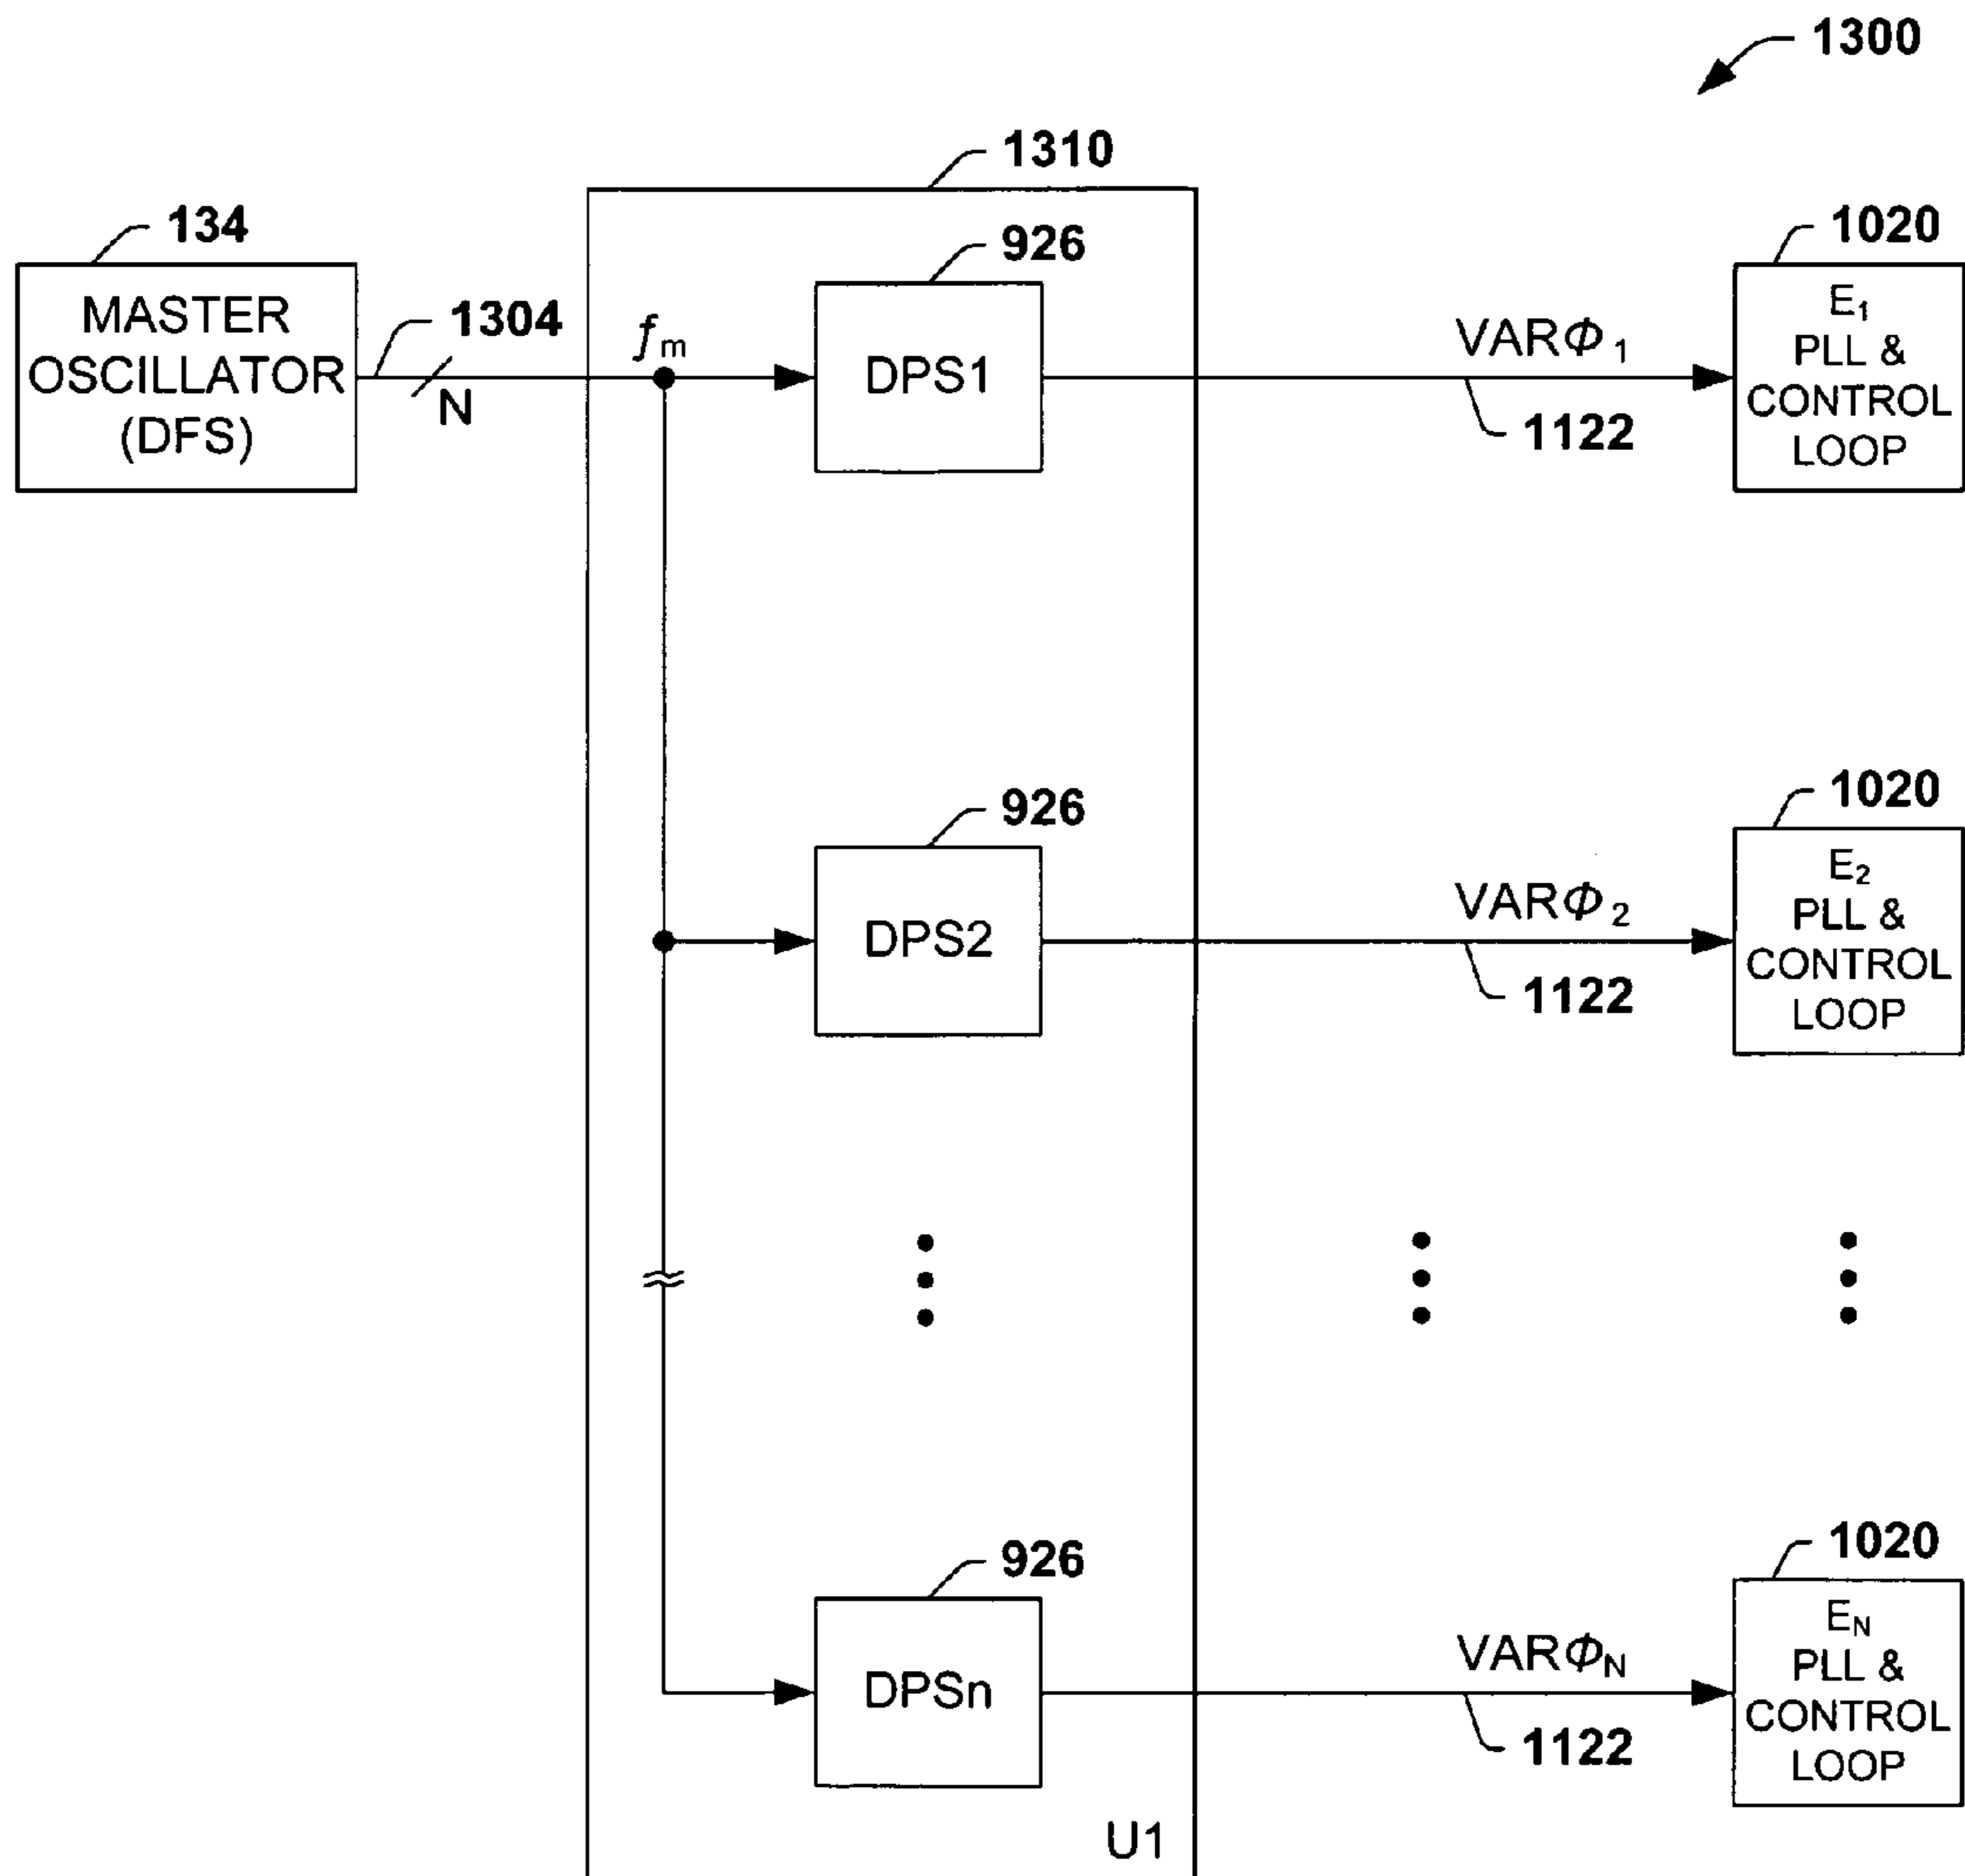 1300
1310
134
926
1020
MASTER
OSCILLATOR
(DFS)
1304
N
fm
DPS1
VARΦ1
1122
E1
PLL &
CONTROL
LOOP
926
1020
DPS2
VARΦ2
1122
E2
PLL &
CONTROL
LOOP
926
1020
DPSn
VARΦN
1122
EN
PLL &
CONTROL
LOOP
U1